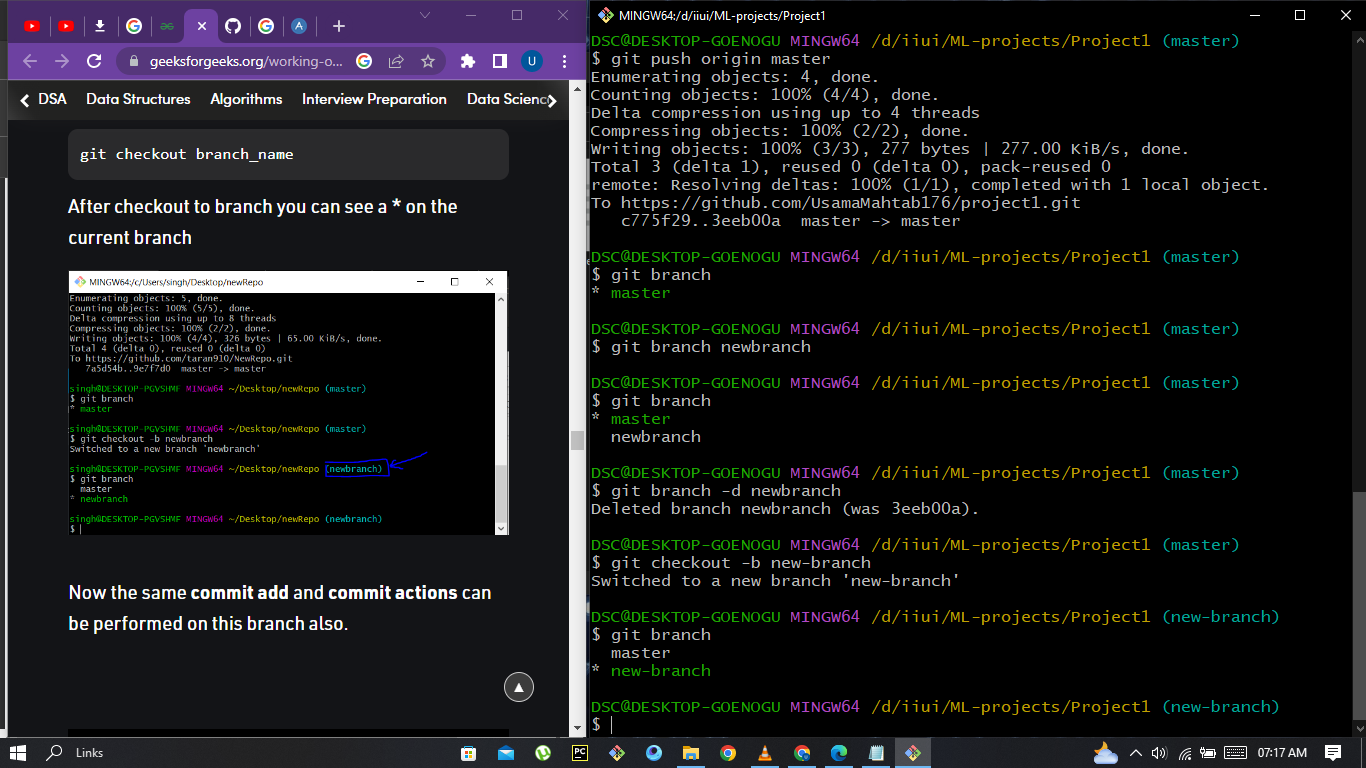 geeksforgeeks.org/working-o...
U
DSA Data Structures Algorithms Interview Preparation Data Scienc
git checkout branch_name
After checkout to branch you can see a * on the
current branch
MINGW64:/c/Users/singh/Desktop/newRepo
Enumerating objects: 5, done.
Counting objects: 100% (5/5), done.
Delta compression using up to 8 threads
Compressing objects: 100% (2/2), done.
Writing objects: 100% (4/4), 326 bytes | 65.00 KiB/s, done.
Total 4 (delta 0), reused 0 (delta 0)
To https://github.com/taran910/NewRepo.git
7a5d54b..9e7f7d0 master -> master
singh@DESKTOP-PGVSHMF MINGW64 ~/Desktop/newRepo (master)
$ git branch
* master
singh@DESKTOP-PGVSHMF MINGW64 ~/Desktop/newRepo (master)
$ git checkout -b newbranch
Switched to a new branch 'newbranch'
singh@DESKTOP-PGVSHMF MINGW64 ~/Desktop/newRepo (newbranch)
$ git branch
master
* newbranch
singh@DESKTOP-PGVSHMF MINGW64 ~/Desktop/newRepo (newbranch)
$
Now the same commit add and commit actions can
be performed on this branch also.
MINGW64:/d/iiui/ML-projects/Project1
DSC@DESKTOP-GOENOGU MINGW64 /d/iiui/ML-projects/Project1 (master)
$ git push origin master
Enumerating objects: 4, done.
Counting objects: 100% (4/4), done.
Delta compression using up to 4 threads
Compressing objects: 100% (2/2), done.
Writing objects: 100% (3/3), 277 bytes | 277.00 KiB/s, done.
Total 3 (delta 1), reused 0 (delta 0), pack-reused 0
remote: Resolving deltas: 100% (1/1), completed with 1 local object.
To https://github.com/UsamaMahtab176/project1.git
c775f29..3eeb00a master -> master
DSC@DESKTOP-GOENOGU MINGW64 /d/iiui/ML-projects/Project1 (master)
$ git branch
* master
DSC@DESKTOP-GOENOGU MINGW64 /d/iiui/ML-projects/Project1 (master)
$ git branch newbranch
DSC@DESKTOP-GOENOGU MINGW64 /d/iiui/ML-projects/Project1 (master)
$ git branch
* master
newbranch
DSC@DESKTOP-GOENOGU MINGW64 /d/iiui/ML-projects/Project1 (master)
$ git branch -d newbranch
Deleted branch newbranch (was 3eeb00a).
DSC@DESKTOP-GOENOGU MINGW64 /d/iiui/ML-projects/Project1 (master)
$ git checkout -b new-branch
Switched to a new branch 'new-branch'
DSC@DESKTOP-GOENOGU MINGW64 /d/iiui/ML-projects/Project1 (new-branch)
$ git branch
master
* new-branch
DSC@DESKTOP-GOENOGU MINGW64 /d/iiui/ML-projects/Project1 (new-branch)
$
Links
PC
07:17 AM